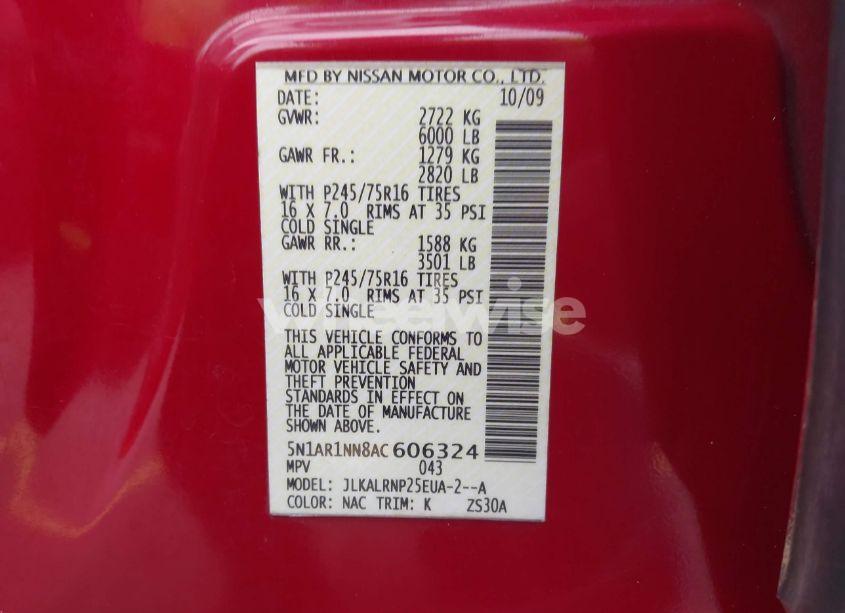 MFD BY NISSAN MOTOR CO., LTD.
DATE: 10/09
GVWR: 2722 KG
6000 LB
GAWR FR.: 1279 KG
2820 LB
WITH P245/75R16 TIRES
16 X 7.0 RIMS AT 35 PSI
COLD SINGLE
GAWR RR.: 1588 KG
3501 LB
WITH P245/75R16 TIRES
16 X 7.0 RIMS AT 35 PSI
COLD SINGLE
wheelwise
THIS VEHICLE CONFORMS TO
ALL APPLICABLE FEDERAL
MOTOR VEHICLE SAFETY AND
THEFT PREVENTION
STANDARDS IN EFFECT ON
THE DATE OF MANUFACTURE
SHOWN ABOVE.
5N1AR1NN8AC606324
MPV 043
MODEL: JLKALRNP25EUA-2--A
COLOR: NAC TRIM: K ZS30A